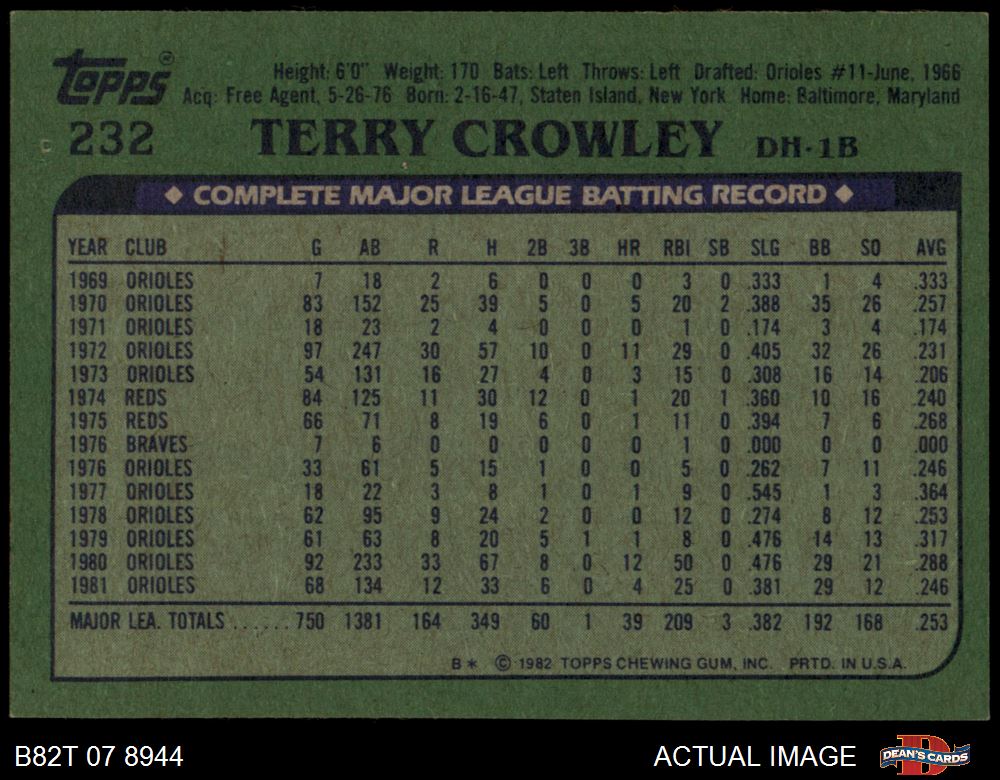 Topps ®
Height: 6'0" Weight: 170 Bats: Left Throws: Left Drafted: Orioles #11-June, 1966
Acq: Free Agent, 5-26-76 Born: 2-16-47, Staten Island, New York Home: Baltimore, Maryland
232 TERRY CROWLEY DH·1B
◆ COMPLETE MAJOR LEAGUE BATTING RECORD ◆
YEAR CLUB G AB R H 2B 3B HR RBI SB SLG BB SO AVG
1969 ORIOLES 7 18 2 6 0 0 0 3 0 .333 1 4 .333
1970 ORIOLES 83 152 25 39 5 0 5 20 2 .388 35 26 .257
1971 ORIOLES 18 23 2 4 0 0 0 1 0 .174 3 4 .174
1972 ORIOLES 97 247 30 57 10 0 11 29 0 .405 32 26 .231
1973 ORIOLES 54 131 16 27 4 0 3 15 0 .308 16 14 .206
1974 REDS 84 125 11 30 12 0 1 20 1 .360 10 16 .240
1975 REDS 66 71 8 19 6 0 1 11 0 .394 7 6 .268
1976 BRAVES 7 6 0 0 0 0 0 1 0 .000 0 0 .000
1976 ORIOLES 33 61 5 15 1 0 0 5 0 .262 7 11 .246
1977 ORIOLES 18 22 3 8 1 0 1 9 0 .545 1 3 .364
1978 ORIOLES 62 95 9 24 2 0 0 12 0 .274 8 12 .253
1979 ORIOLES 61 63 8 20 5 1 1 8 0 .476 14 13 .317
1980 ORIOLES 92 233 33 67 8 0 12 50 0 .476 29 21 .288
1981 ORIOLES 68 134 12 33 6 0 4 25 0 .381 29 12 .246
MAJOR LEA. TOTALS ...... 750 1381 164 349 60 1 39 209 3 .382 192 168 .253
B* © 1982 TOPPS CHEWING GUM, INC. PRTD. IN U.S.A.
B82T 07 8944 ACTUAL IMAGE D DEAN'S CARDS